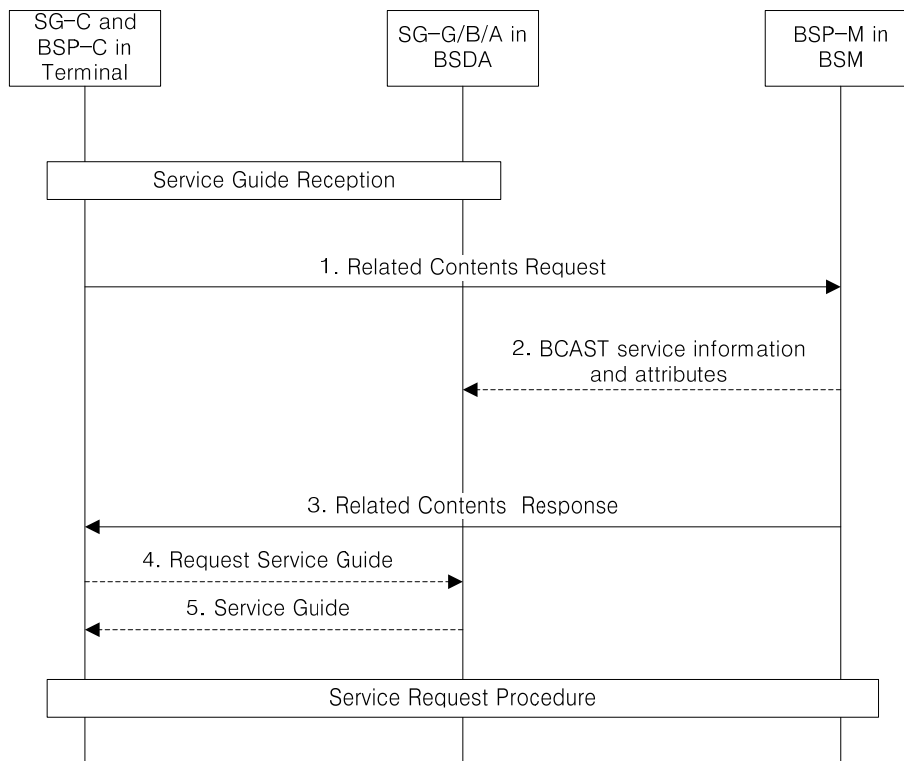 SG-C and
BSP-C in
Terminal
SG-G/B/A in
BSDA
BSP-M in
BSM
Service Guide Reception
1. Related Contents Request
2. BCAST service information
and attributes
3. Related Contents Response
4. Request Service Guide
5. Service Guide
Service Request Procedure